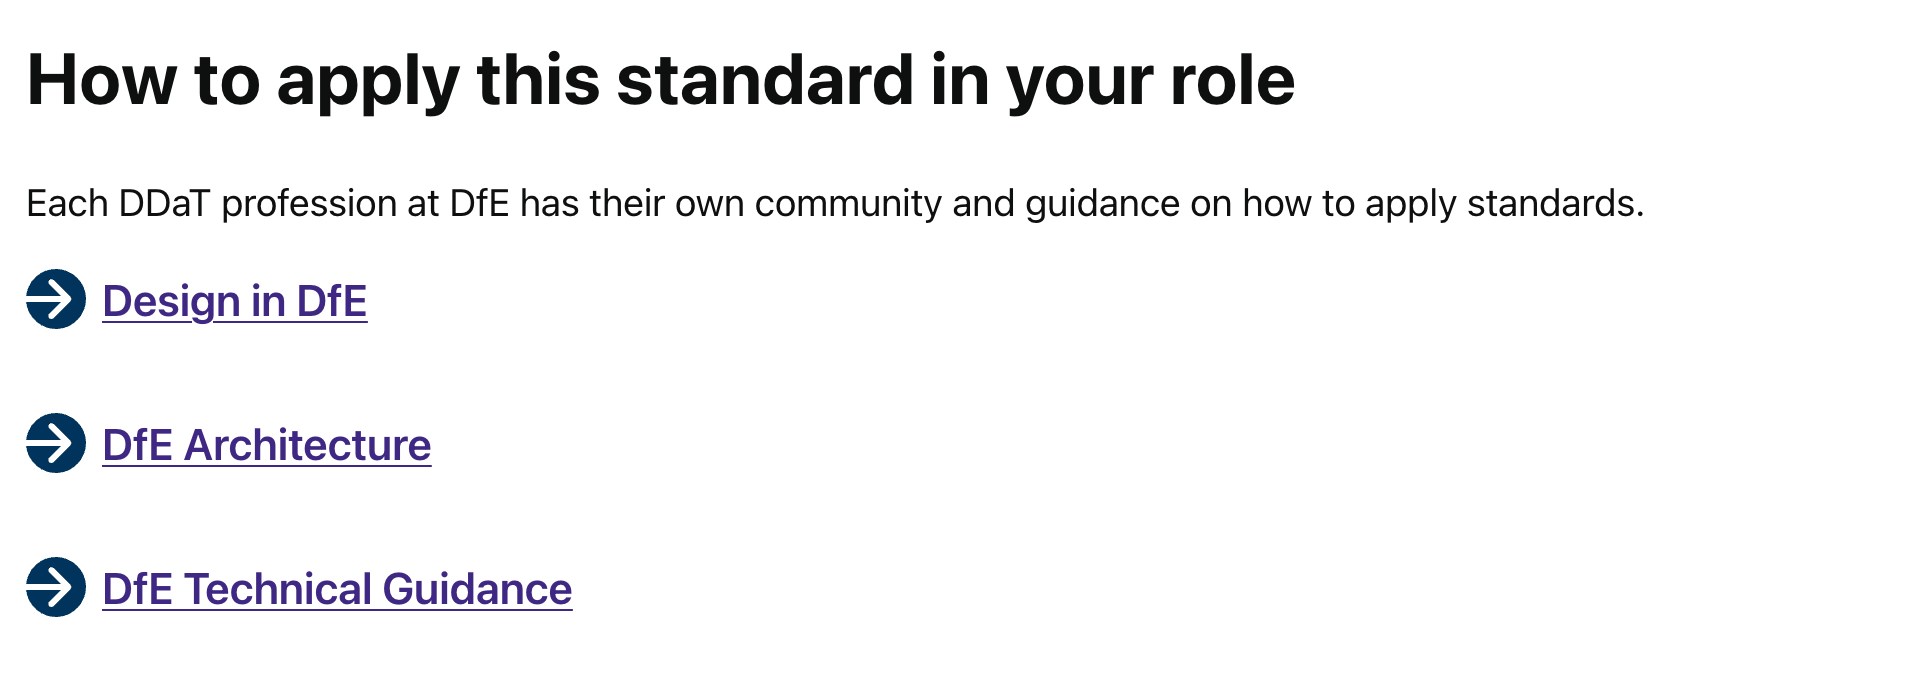 How to apply this standard in your role
Each DDaT profession at DfE has their own community and guidance on how to apply standards.
Design in DfE
DfE Architecture
DfE Technical Guidance